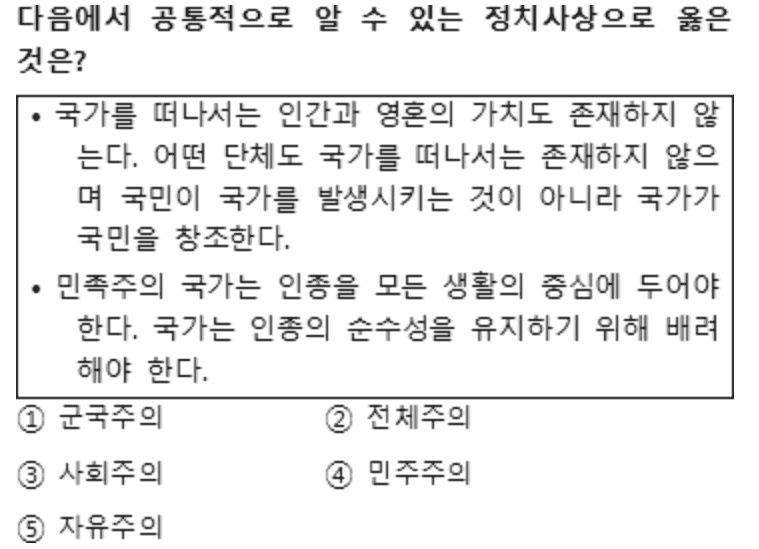 다음에서 공통적으로 알 수 있는 정치사상으로 옳은
것은?
• 국가를 떠나서는 인간과 영혼의 가치도 존재하지 않
는다. 어떤 단체도 국가를 떠나서는 존재하지 않으
며 국민이 국가를 발생시키는 것이 아니라 국가가
국민을 창조한다.
• 민족주의 국가는 인종을 모든 생활의 중심에 두어야
한다. 국가는 인종의 순수성을 유지하기 위해 배려
해야 한다.
① 군국주의 ② 전체주의
③ 사회주의 ④ 민주주의
⑤ 자유주의